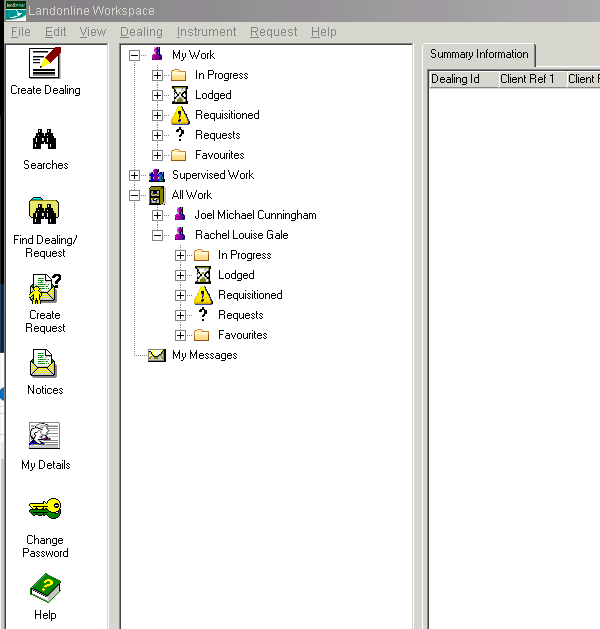 Landonline Workspace
File Edit View Dealing Instrument Request Help
Create Dealing
Searches
Find Dealing/
Request
Create
Request
Notices
My Details
Change
Password
Help
My Work
In Progress
Lodged
Requisitioned
Requests
Favourites
Supervised Work
All Work
Joel Michael Cunningham
Rachel Louise Gale
In Progress
Lodged
Requisitioned
Requests
Favourites
My Messages
Summary Information
Dealing Id Client Ref 1 Client